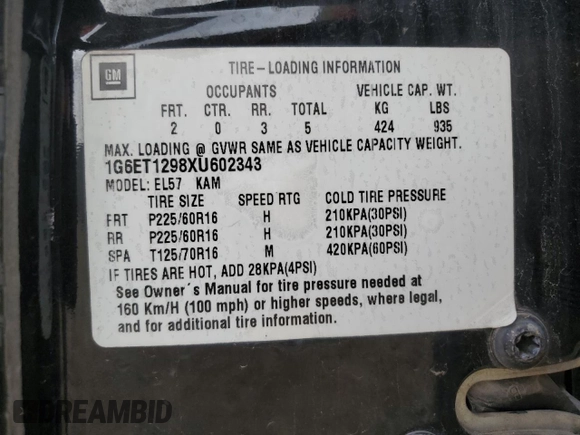 GM
TIRE-LOADING INFORMATION
OCCUPANTS VEHICLE CAP. WT.
FRT. CTR. RR. TOTAL KG LBS
2 0 3 5 424 935
MAX. LOADING @ GVWR SAME AS VEHICLE CAPACITY WEIGHT.
1G6ET1298XU602343
MODEL: EL57 KAM
TIRE SIZE SPEED RTG COLD TIRE PRESSURE
FRT P225/60R16 H 210KPA(30PSI)
RR P225/60R16 H 210KPA(30PSI)
SPA T125/70R16 M 420KPA(60PSI)
IF TIRES ARE HOT, ADD 28KPA(4PSI)
See Owner's Manual for tire pressure needed at
160 Km/H (100 mph) or higher speeds, where legal,
and for additional tire information.
DREAMBID